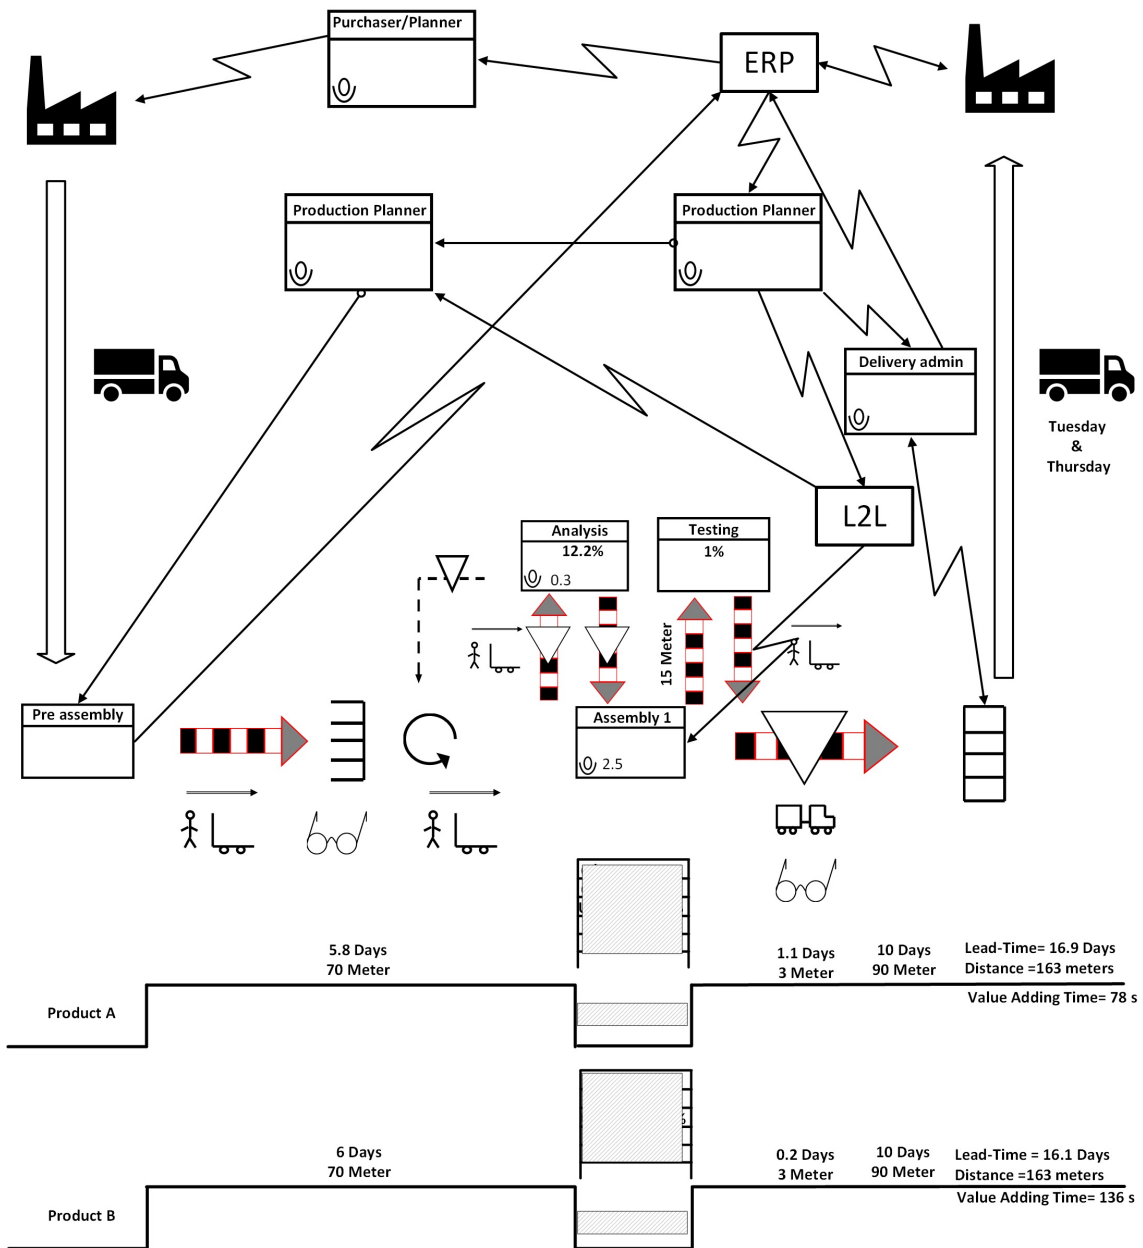 Purchaser/Planner
ERP
Production Planner
Production Planner
Delivery admin
Tuesday
&
Thursday
L2L
Analysis
12.2%
0.3
Testing
1%
15 Meter
Pre assembly
Assembly 1
2.5
5.8 Days
70 Meter
1.1 Days
3 Meter
10 Days
90 Meter
Lead-Time= 16.9 Days
Distance =163 meters
Value Adding Time= 78 s
Product A
6 Days
70 Meter
0.2 Days
3 Meter
10 Days
90 Meter
Lead-Time = 16.1 Days
Distance =163 meters
Value Adding Time= 136 s
Product B